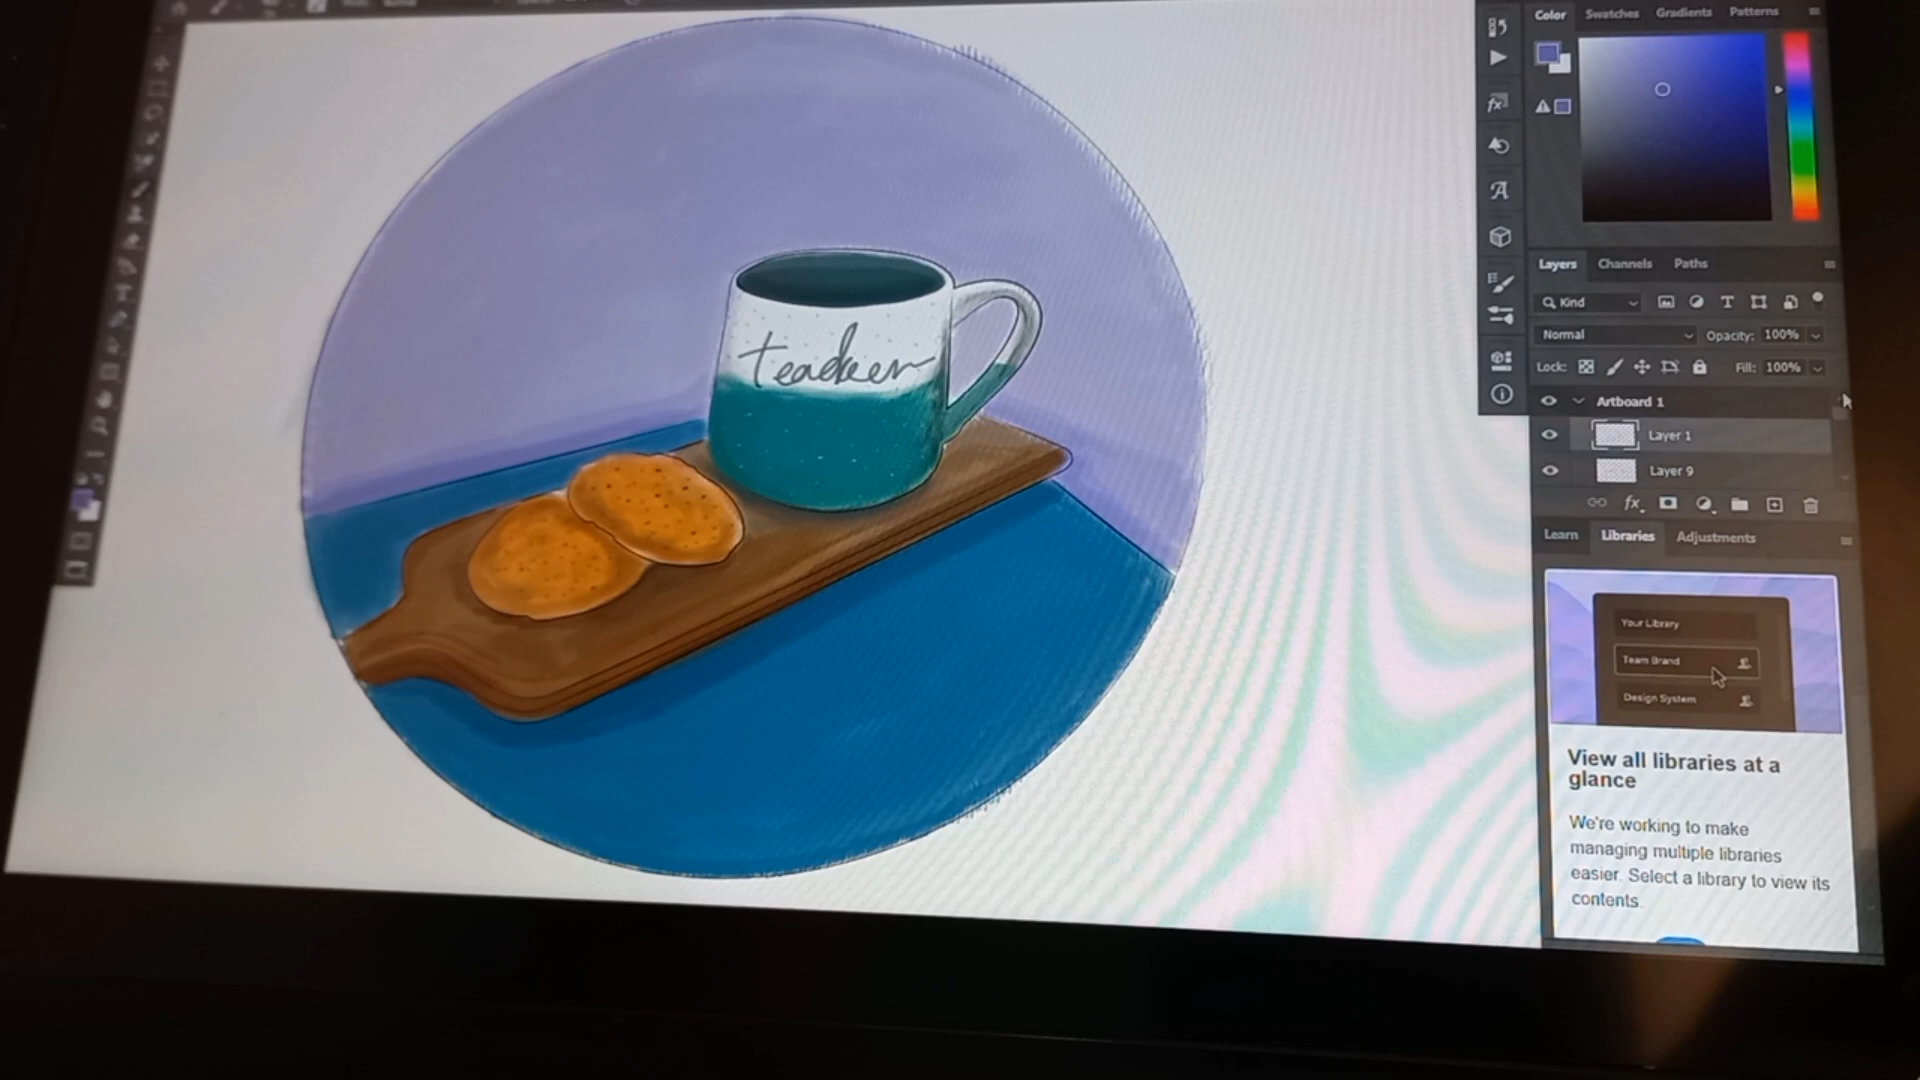 Color Swatches Gradients Patterns
fx
A
Layers Channels Paths
Kind
Normal Opacity: 100%
Lock: Fill: 100%
Artboard 1
Layer 1
Layer 9
fx
Learn Libraries Adjustments
Your Library
Team Brand
Design System
View all libraries at a
glance
We're working to make
managing multiple libraries
easier. Select a library to view its
contents.